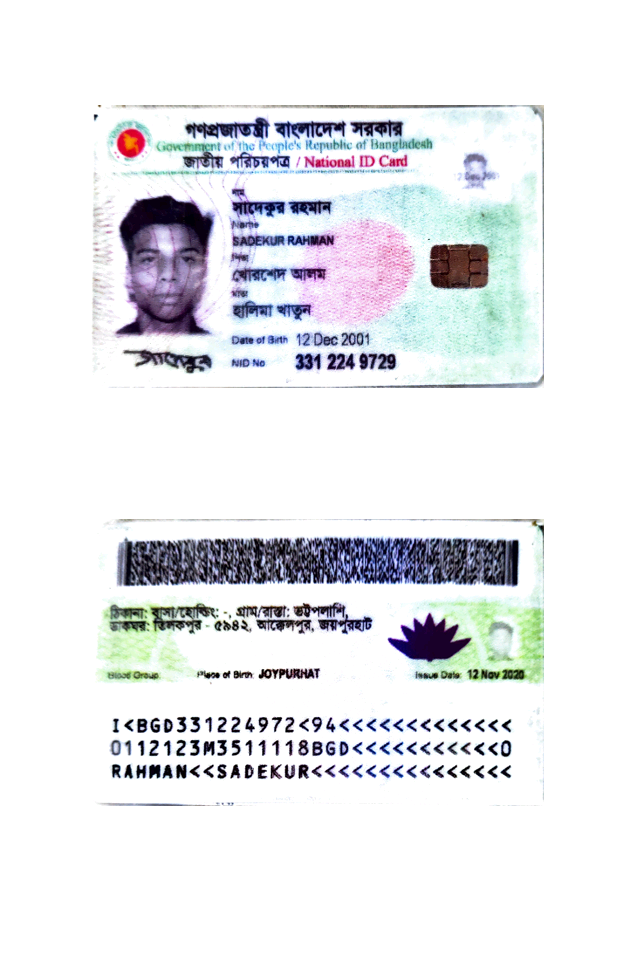 গণপ্রজাতন্ত্রী বাংলাদেশ সরকার
Government of the People's Republic of Bangladesh
জাতীয় পরিচয়পত্র / National ID Card
নাম
সাদেকুর রহমান
Name
SADEKUR RAHMAN
পিতা
খোরশেদ আলম
মাতা
হালিমা খাতুন
Date of Birth 12 Dec 2001
NID No 331 224 9729
সাদেকুর
ঠিকানা: বাসা/হোল্ডিং: -, গ্রাম/রাস্তা: ভট্টপলাশি,
ডাকঘর: তিলকপুর - ৫৯৪২, আক্কেলপুর, জয়পুরহাট
Blood Group Place of Birth: JOYPURHAT Issue Date: 12 Nov 2020
I<BGD331224972<94<<<<<<<<<<<<<
0112123M3511118BGD<<<<<<<<<<<0
RAHMAN<<SADEKUR<<<<<<<<<<<<<<<